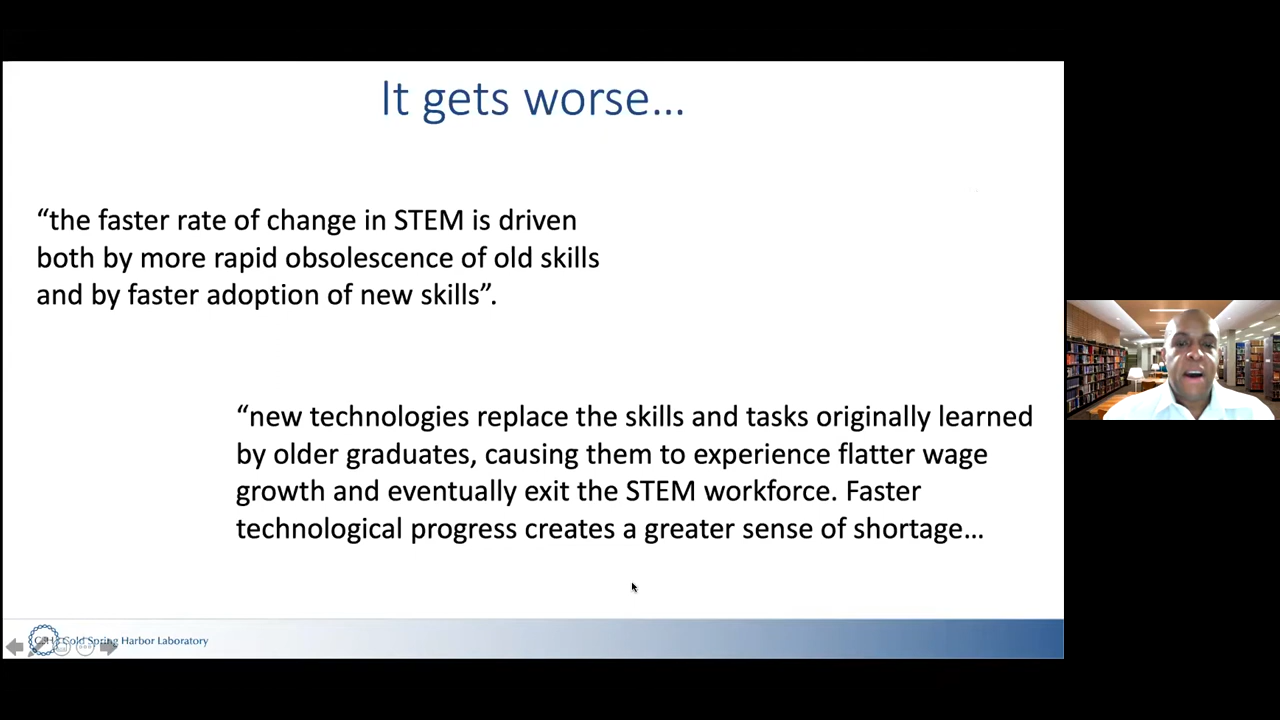 It gets worse…
“the faster rate of change in STEM is driven
both by more rapid obsolescence of old skills
and by faster adoption of new skills”.
“new technologies replace the skills and tasks originally learned
by older graduates, causing them to experience flatter wage
growth and eventually exit the STEM workforce. Faster
technological progress creates a greater sense of shortage…
Cold Spring Harbor Laboratory